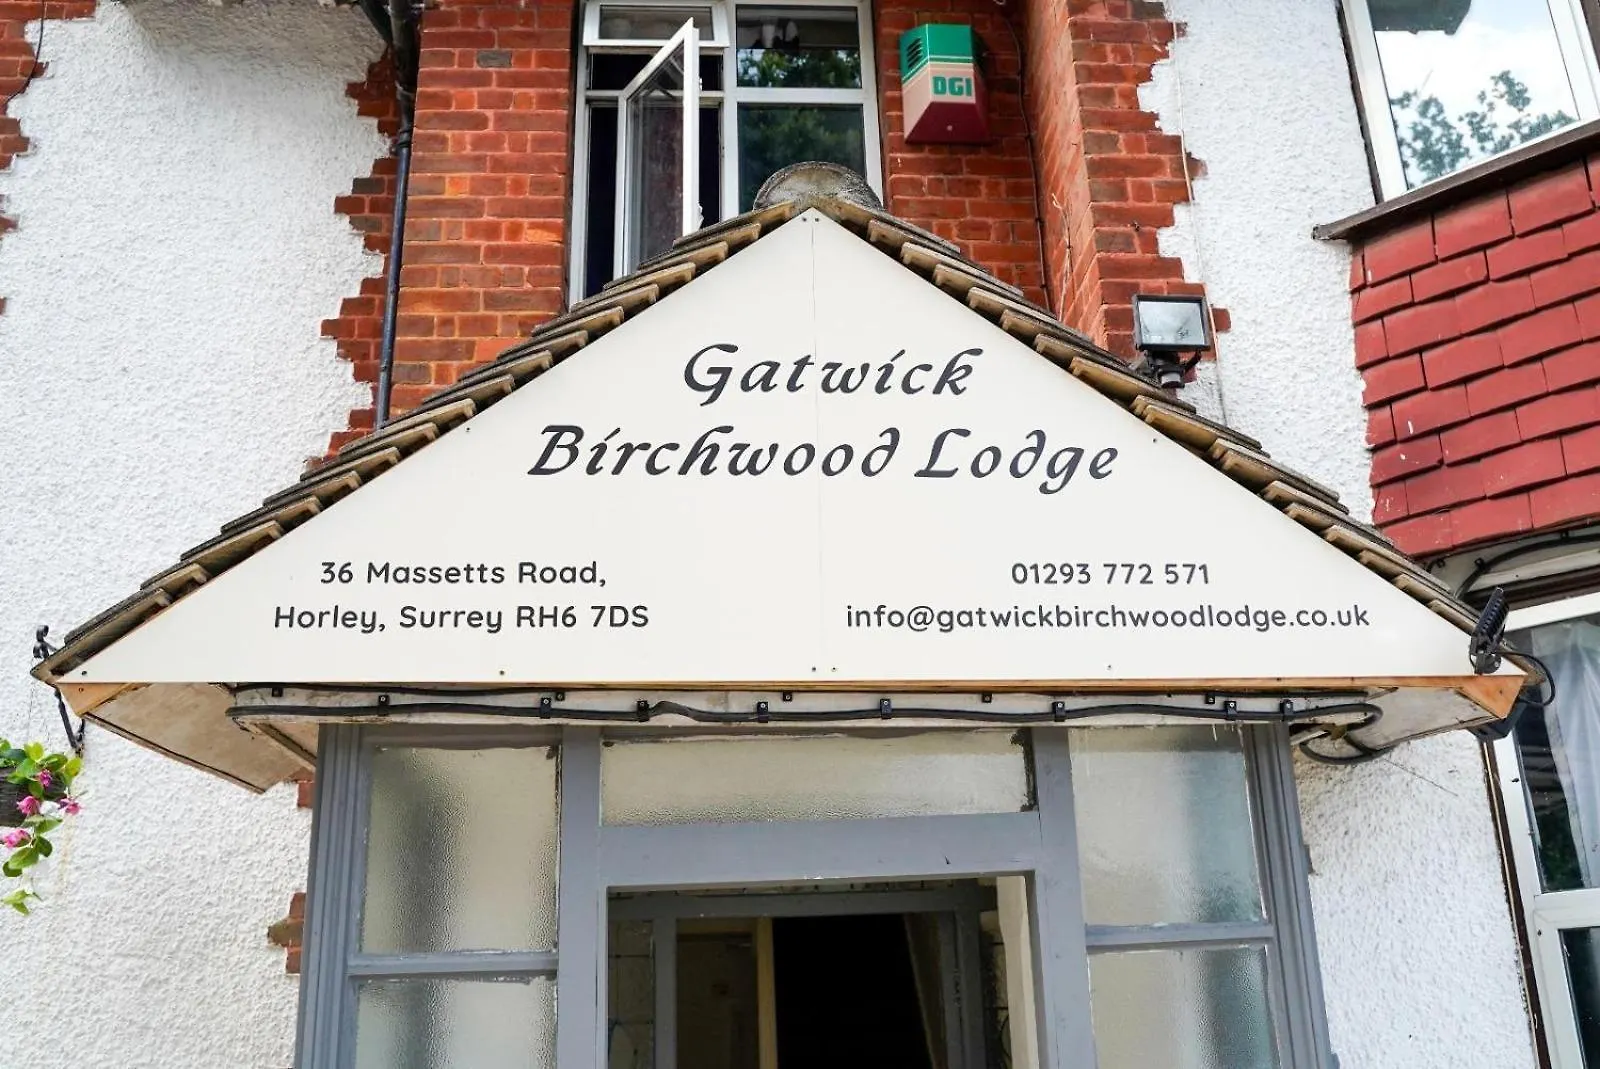 DGI
Gatwick
Birchwood Lodge
36 Massetts Road,
Horley, Surrey RH6 7DS
01293 772 571
info@gatwickbirchwoodlodge.co.uk